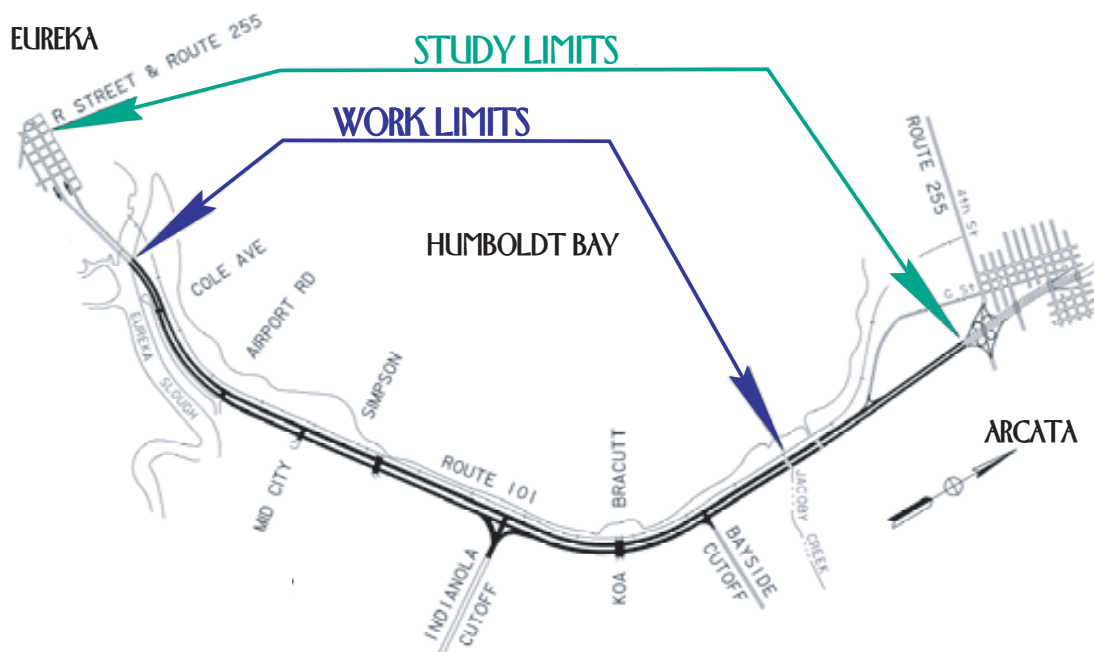 EUREKA
R STREET & ROUTE 255
STUDY LIMITS
WORK LIMITS
ROUTE 255
4th St
G St
HUMBOLDT BAY
COLE AVE
AIRPORT RD
SIMPSON
EUREKA
SLOUGH
MID CITY
ROUTE 101
BRACUTT
KOA
INDIANOLA
CUTOFF
BAYSIDE
CUTOFF
JACOBY CREEK
ARCATA